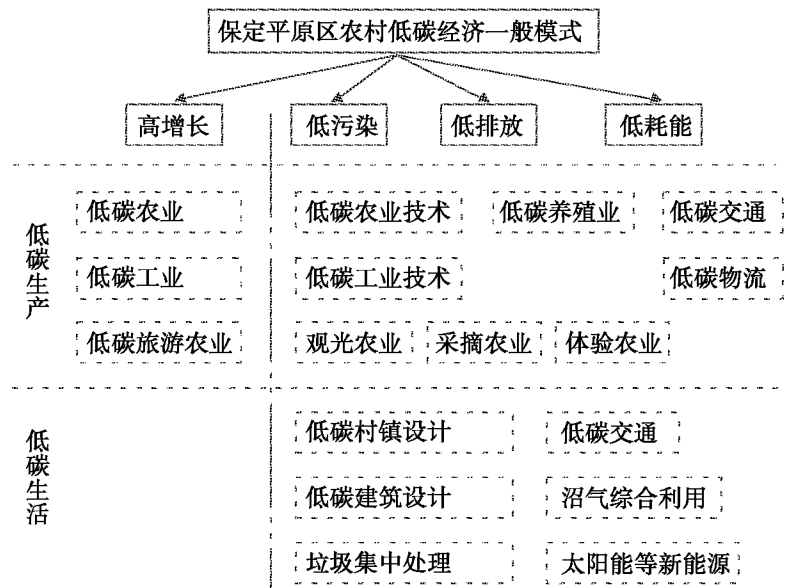 保定平原区农村低碳经济一般模式
高增长 低污染 低排放 低耗能
低碳生产
低碳农业 低碳农业技术 低碳养殖业 低碳交通
低碳工业 低碳工业技术 低碳物流
低碳旅游农业 观光农业 采摘农业 体验农业
低碳生活
低碳村镇设计 低碳交通
低碳建筑设计 沼气综合利用
垃圾集中处理 太阳能等新能源